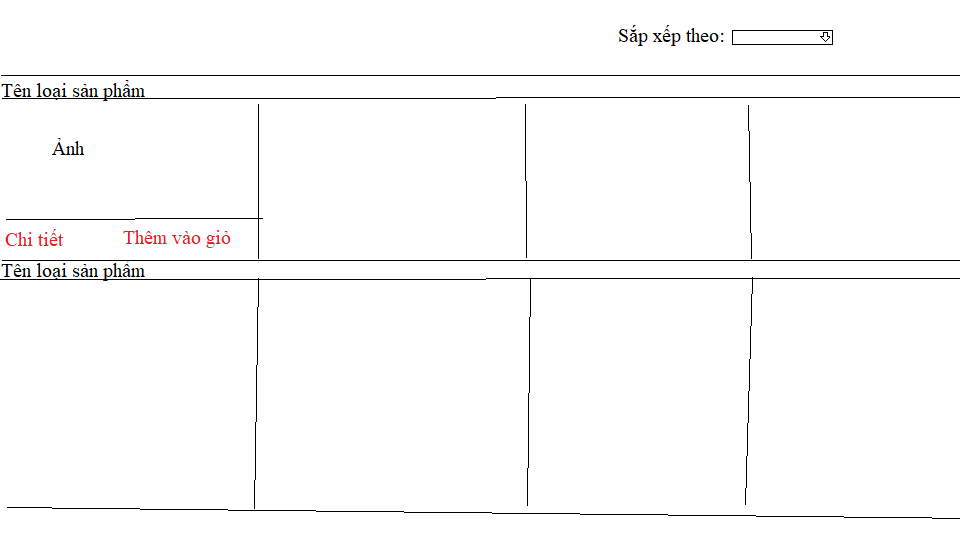 Sắp xếp theo:
Tên loại sản phẩm
Ảnh
Chi tiết Thêm vào giỏ
Tên loại sản phẩm